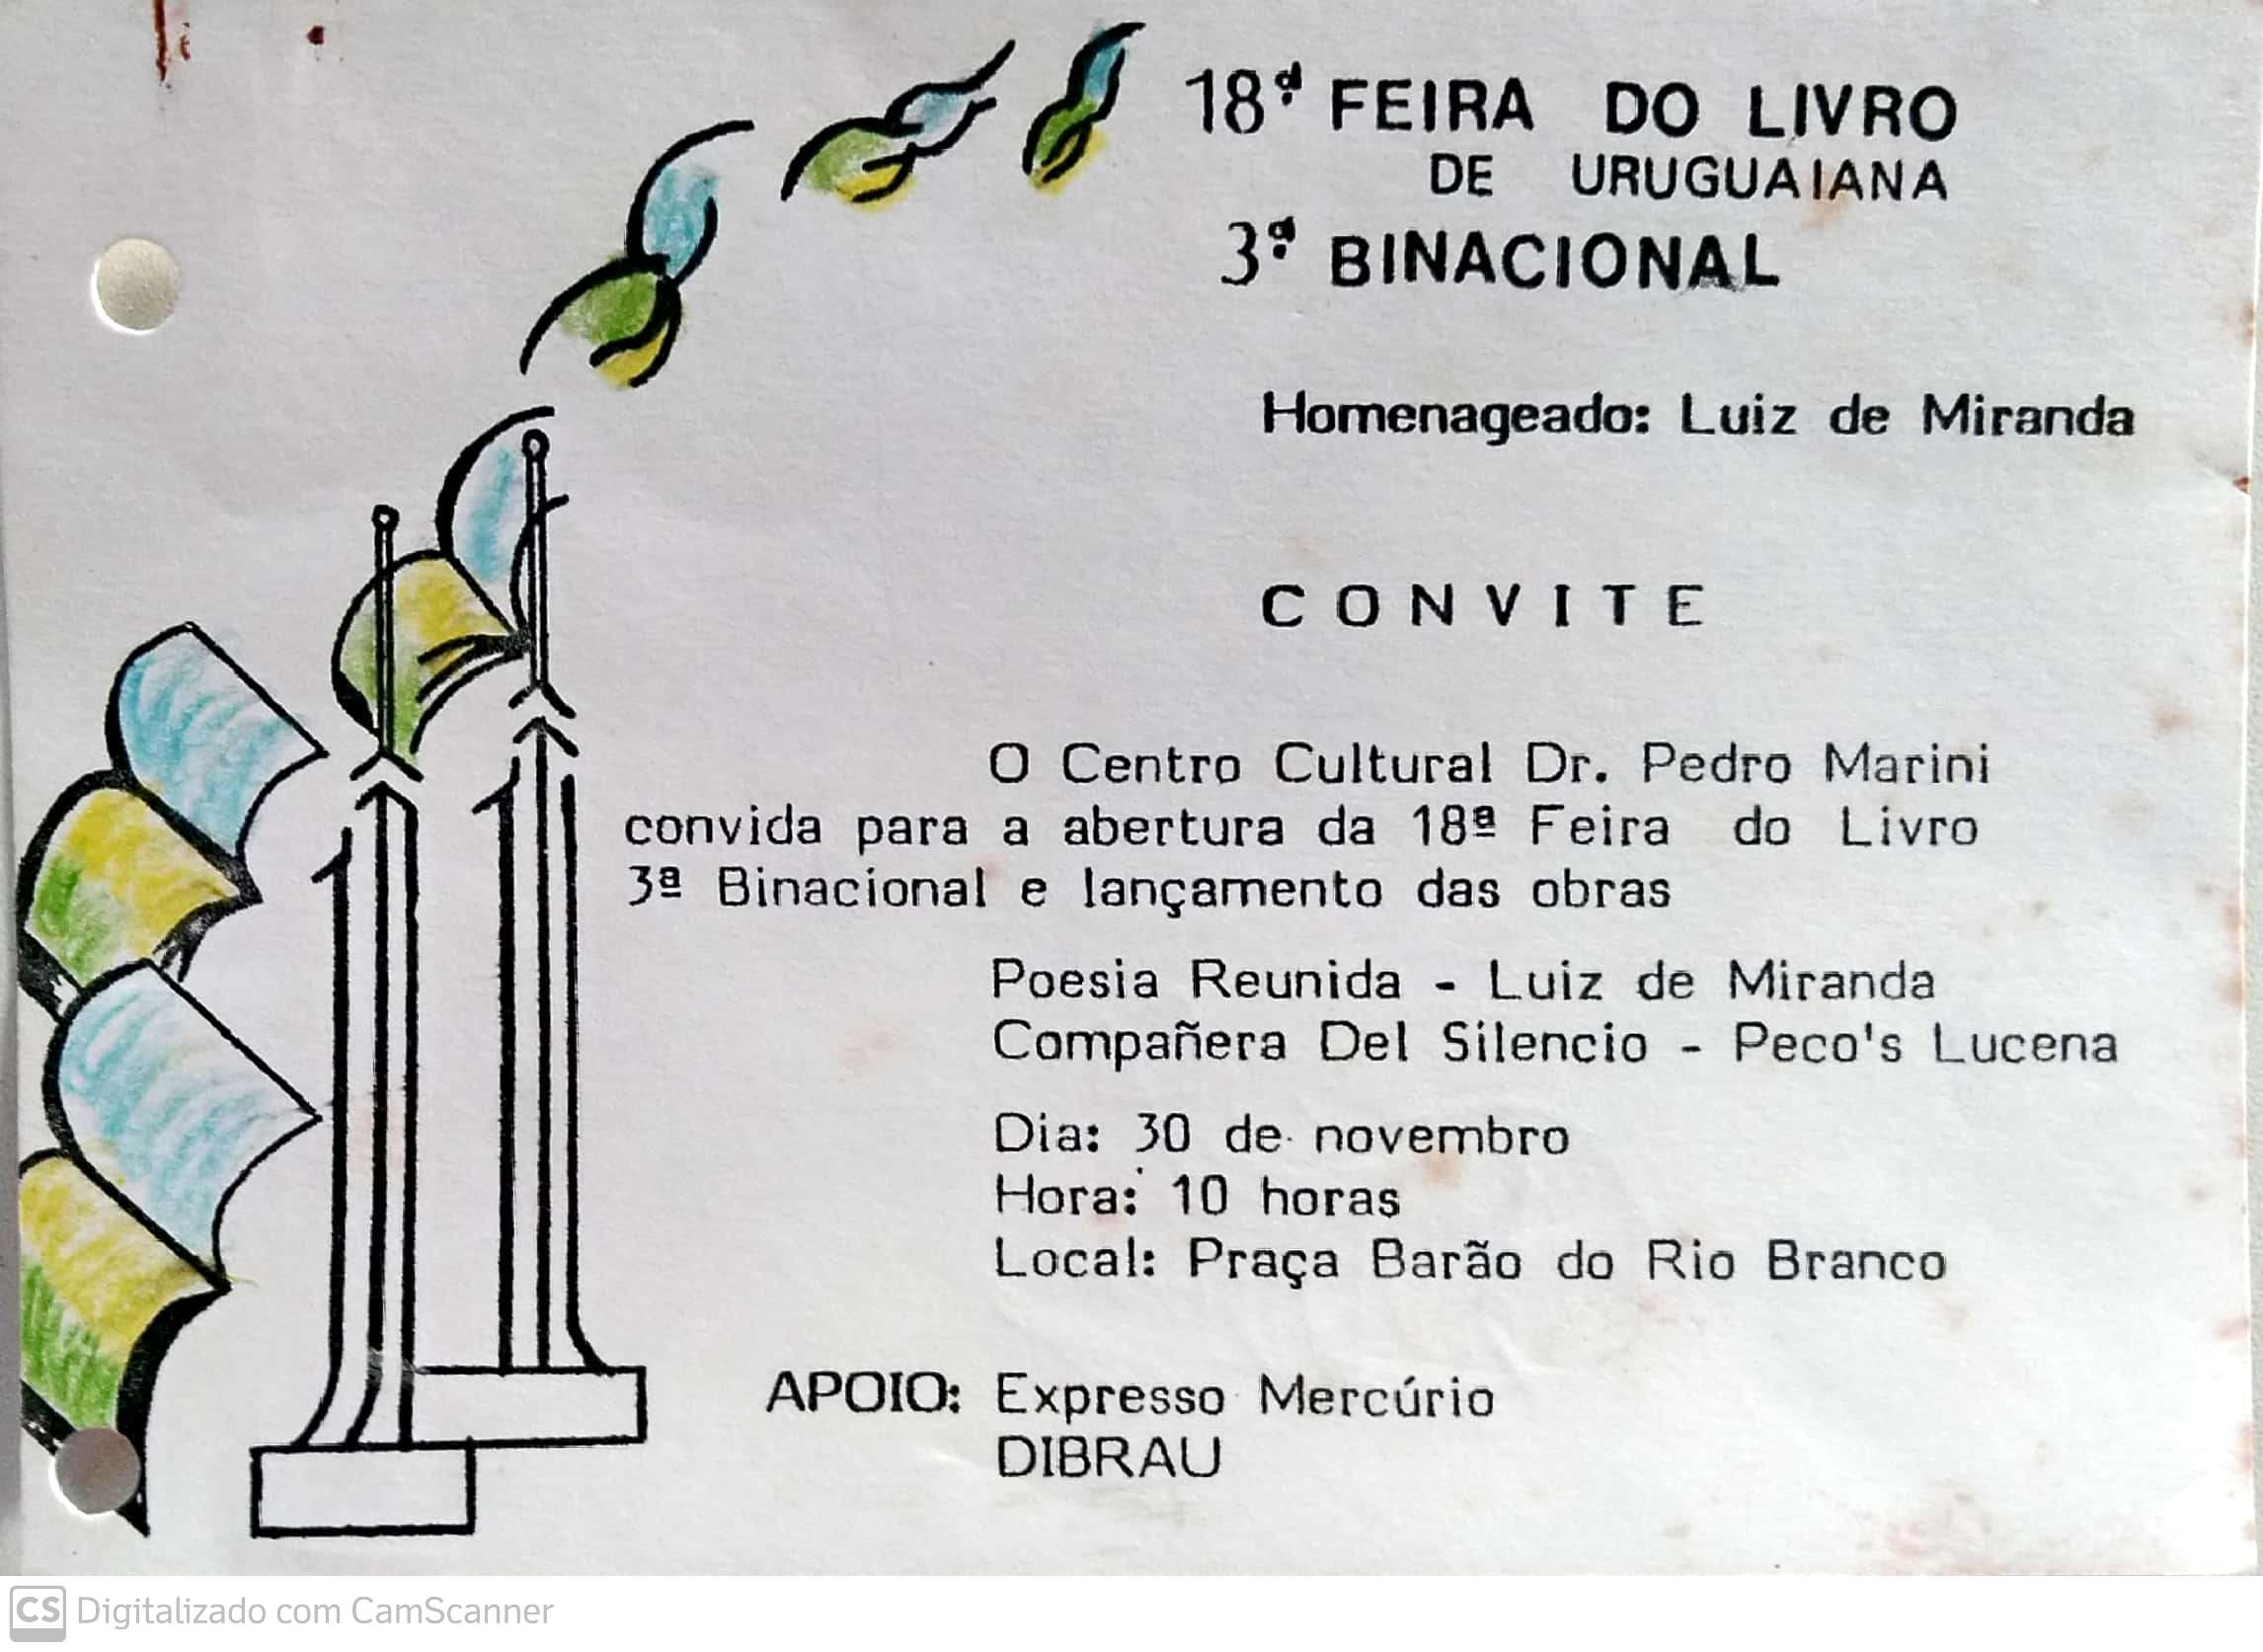 18ª FEIRA DO LIVRO
DE URUGUAIANA
3ª BINACIONAL
Homenageado: Luiz de Miranda
CONVITE
O Centro Cultural Dr. Pedro Marini
convida para a abertura da 18ª Feira do Livro
3ª Binacional e lançamento das obras
Poesia Reunida - Luiz de Miranda
Compañera Del Silencio - Peco's Lucena
Dia: 30 de novembro
Hora: 10 horas
Local: Praça Barão do Rio Branco
APOIO: Expresso Mercúrio
DIBRAU
CS Digitalizado com CamScanner